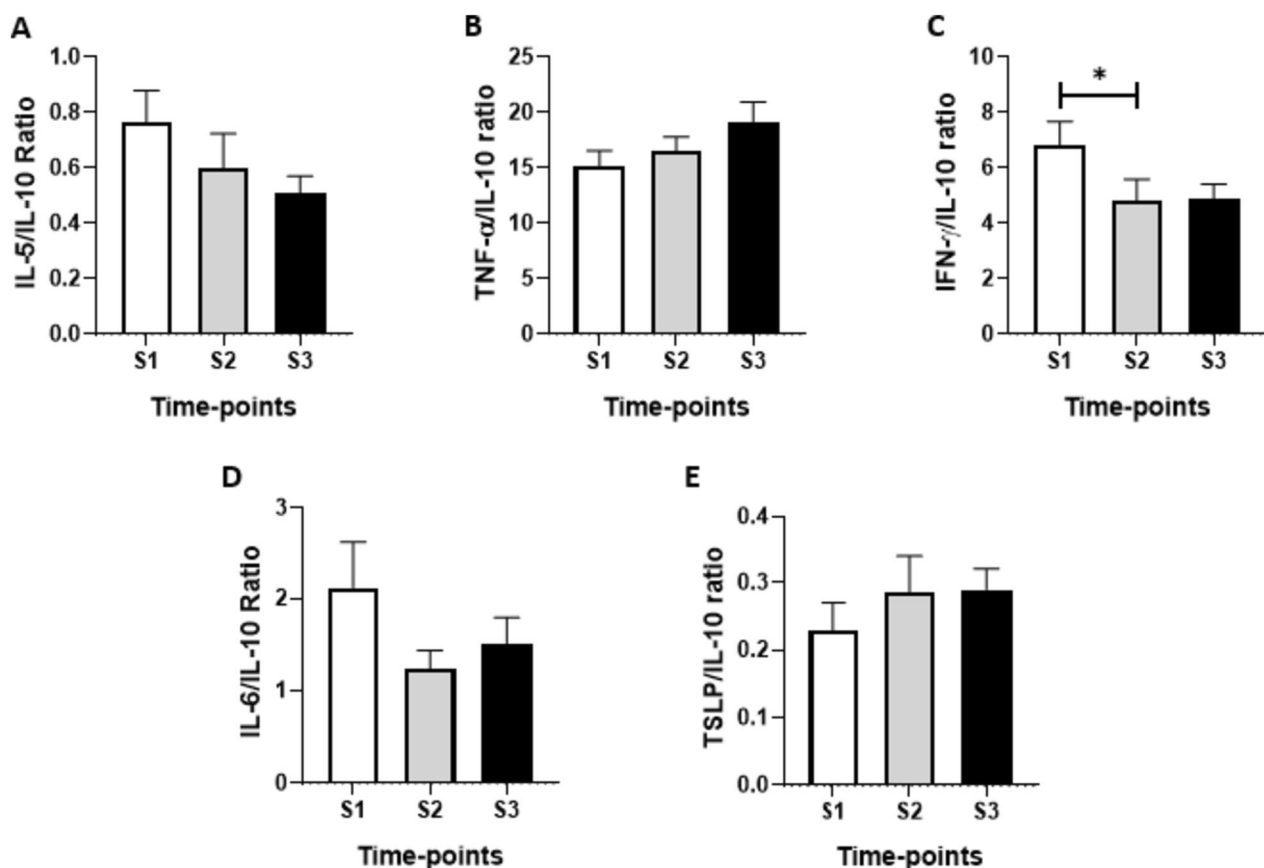 A
IL-5/IL-10 Ratio
1.0
0.8
0.6
0.4
0.2
0.0
S1 S2 S3
Time-points
B
TNF-α/IL-10 ratio
25
20
15
10
5
0
S1 S2 S3
Time-points
C
IFN-γ/IL-10 ratio
10
8
6
4
2
0
*
S1 S2 S3
Time-points
D
IL-6/IL-10 Ratio
3
2
1
0
S1 S2 S3
Time-points
E
TSLP/IL-10 ratio
0.4
0.3
0.2
0.1
0.0
S1 S2 S3
Time-points